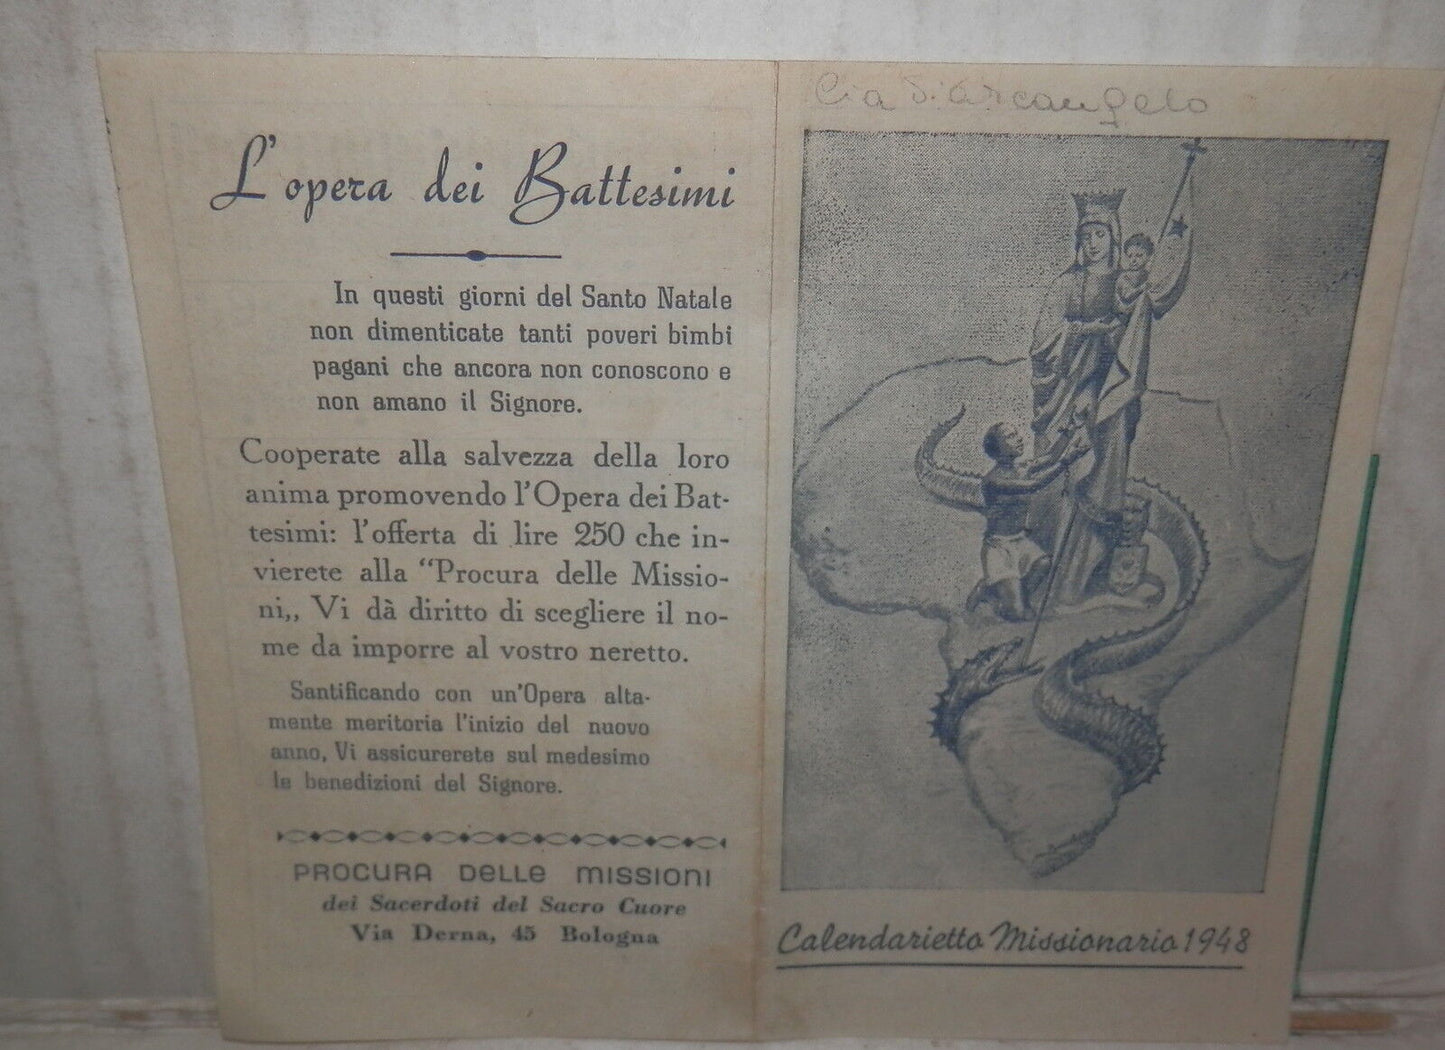 L'opera dei Battesimi
In questi giorni del Santo Natale
non dimenticate tanti poveri bimbi
pagani che ancora non conoscono e
non amano il Signore.
Cooperate alla salvezza della loro
anima promovendo l'Opera dei Bat-
tesimi: l'offerta di lire 250 che in-
vierete alla "Procura delle Missio-
ni,, Vi dà diritto di scegliere il no-
me da imporre al vostro neretto.
Santificando con un'Opera alta-
mente meritoria l'inizio del nuovo
anno, Vi assicurerete sul medesimo
le benedizioni del Signore.
PROCURA DELLE MISSIONI
dei Sacerdoti del Sacro Cuore
Via Derna, 45 Bologna
Cia D'Arcangelo
Calendarietto Missionario 1948